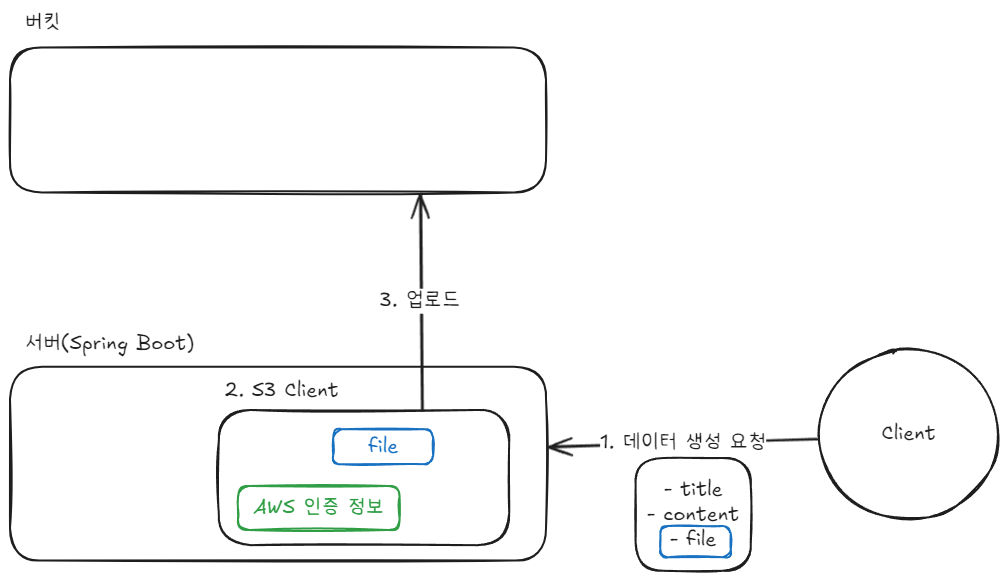 버킷
3. 업로드
서버(Spring Boot)
2. S3 Client
file
AWS 인증 정보
1. 데이터 생성 요청
- title
- content
- file
Client